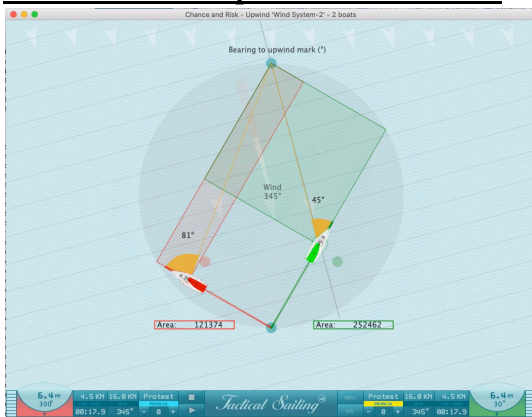 Chance and Risk - Upwind 'Wind System-2' - 2 boats
Bearing to upwind mark (°)
Wind
345°
45°
81°
Area: 121374
Area: 252462
6.4 m
300°
4.5 KN 16.0 KN Protest
00:17.9 345° - 0 +
Tactical Sailing
Protest 16.0 KN 4.5 KN
- 0 + 345° 00:17.9
6.4 m
30°